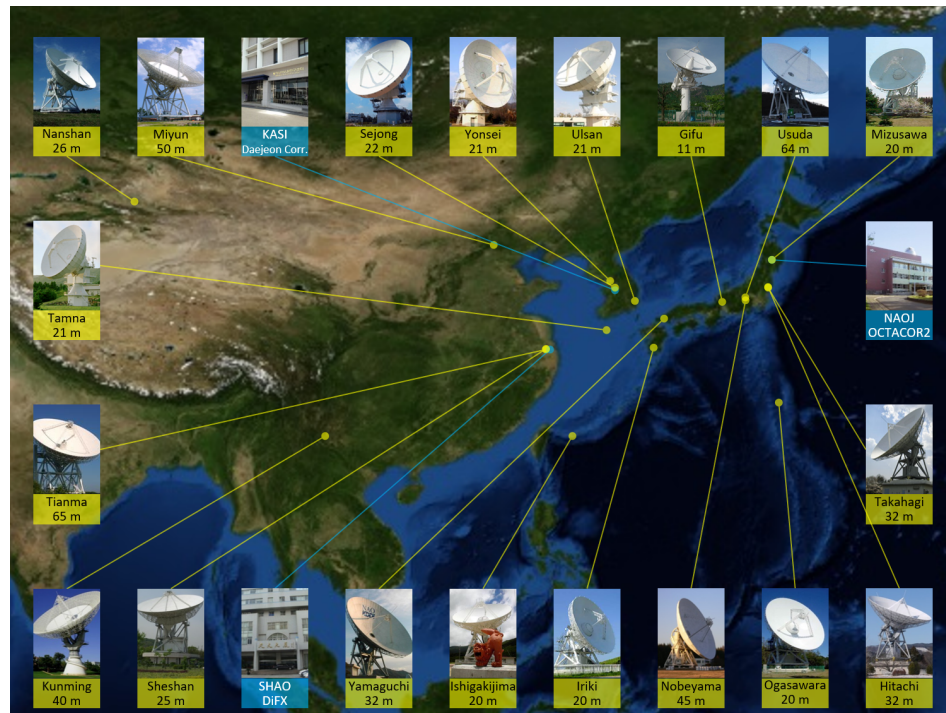 Nanshan
26 m
Miyun
50 m
KASI
Daejeon Corr.
Sejong
22 m
Yonsei
21 m
Ulsan
21 m
Gifu
11 m
Usuda
64 m
Mizusawa
20 m
Tamna
21 m
NAOJ
OCTACOR2
Tianma
65 m
Takahagi
32 m
Kunming
40 m
Sheshan
25 m
SHAO
DiFX
Yamaguchi
32 m
Ishigakijima
20 m
Iriki
20 m
Nobeyama
45 m
Ogasawara
20 m
Hitachi
32 m